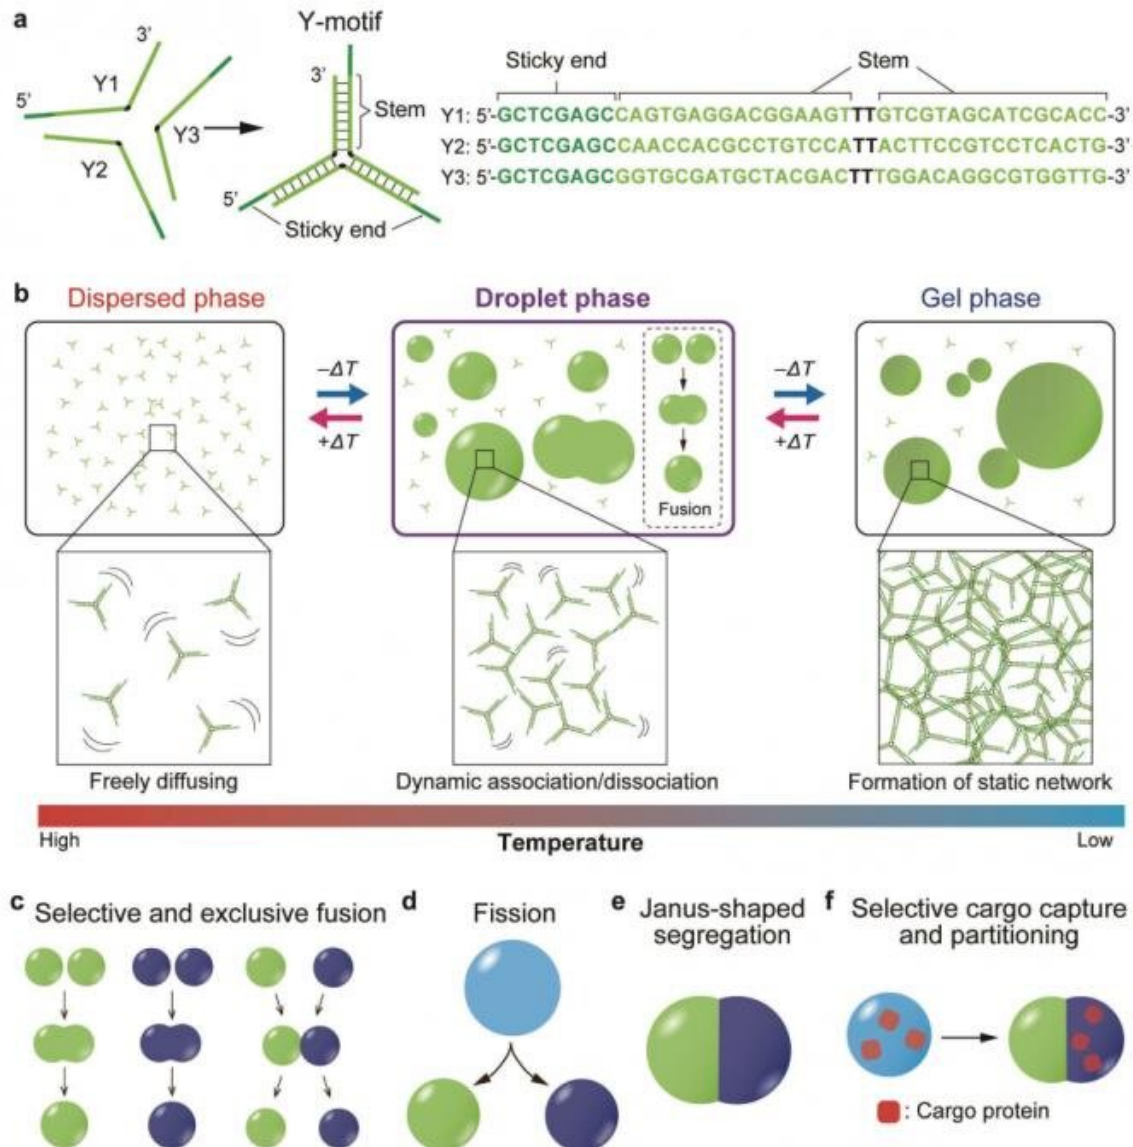 a
Y-motif
3’
Y1
5’
Y3
Y2
3’
Stem
5’
Sticky end
Sticky end
Stem
Y1: 5’-GCTCGAGCCAGTGAGGACGGAAGTTTGTCGTAGCATCGCACC-3’
Y2: 5’-GCTCGAGCCAACCACGCCTGTCCATTACTTCCGTCCTCACTG-3’
Y3: 5’-GCTCGAGCGGTGCGATGCTACGACTTTGGACAGGCGTGGTTG-3’
b
Dispersed phase
Droplet phase
Gel phase
–ΔT
+ΔT
Fusion
–ΔT
+ΔT
Freely diffusing
Dynamic association/dissociation
Formation of static network
High
Temperature
Low
c Selective and exclusive fusion
d Fission
e Janus-shaped
segregation
f Selective cargo capture
and partitioning
: Cargo protein